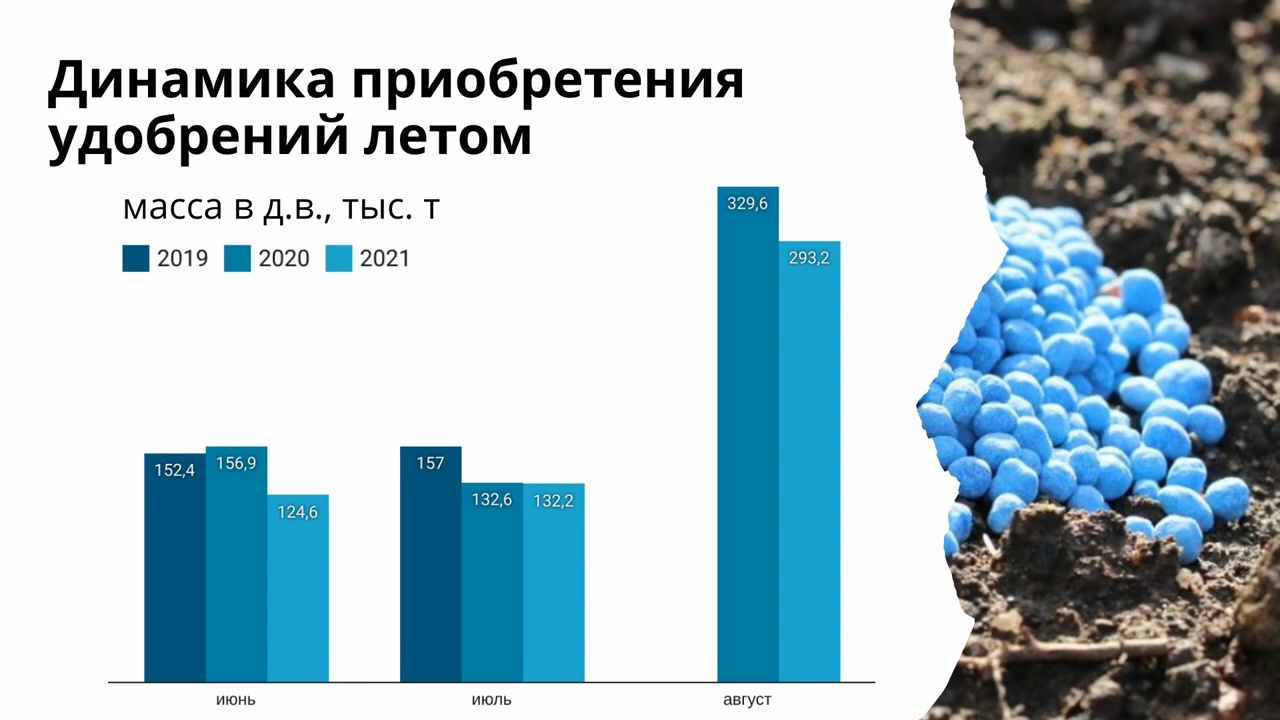 Динамика приобретения
удобрений летом
масса в д.в., тыс. т
2019 2020 2021
329,6
293,2
152,4 156,9 124,6
157 132,6 132,2
июнь июль август